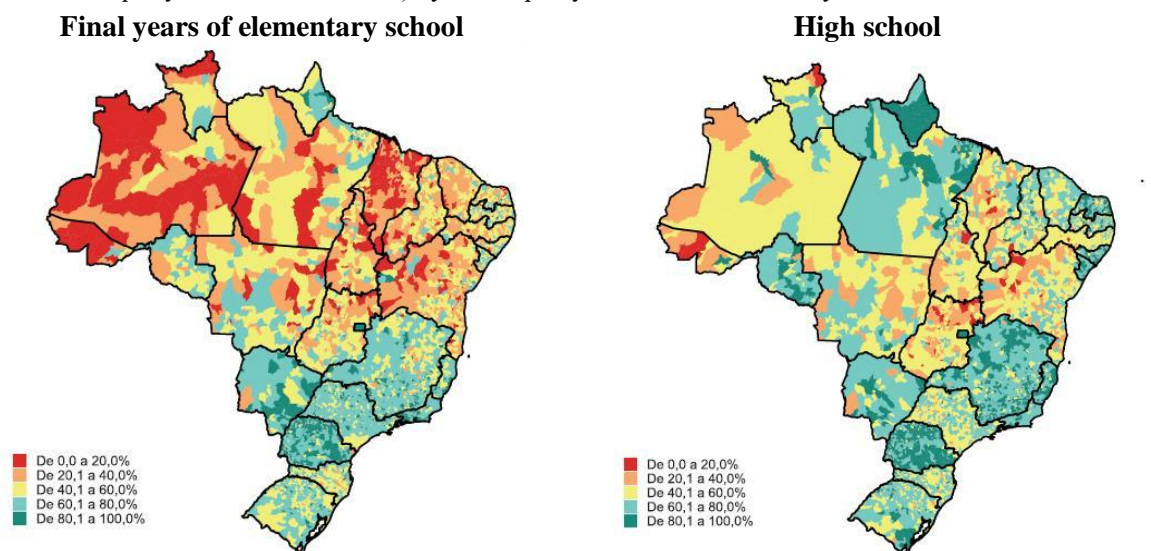 Final years of elementary school
High school
De 0,0 a 20,0%
De 20,1 a 40,0%
De 40,1 a 60,0%
De 60,1 a 80,0%
De 80,1 a 100,0%
De 0,0 a 20,0%
De 20,1 a 40,0%
De 40,1 a 60,0%
De 60,1 a 80,0%
De 80,1 a 100,0%